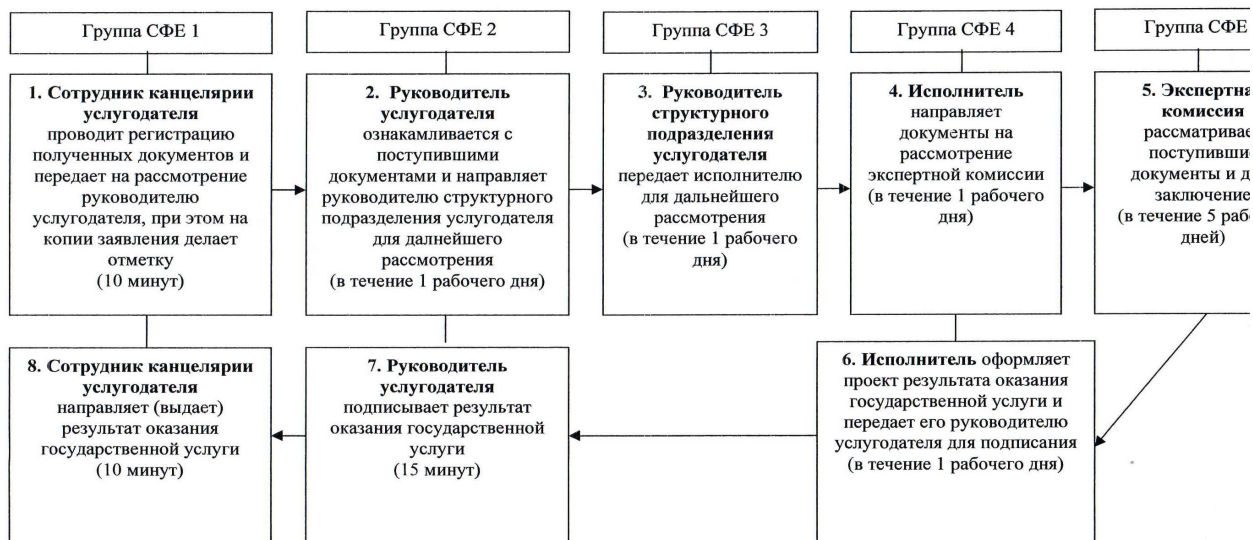 Группа СФЕ 1
Группа СФЕ 2
Группа СФЕ 3
Группа СФЕ 4
Группа СФЕ
1. Сотрудник канцелярии
услугодателя
проводит регистрацию
полученных документов и
передает на рассмотрение
руководителю
услугодателя, при этом на
копии заявления делает
отметку
(10 минут)
2. Руководитель
услугодателя
ознакамливается с
поступившими
документами и направляет
руководителю структурного
подразделения услугодателя
для далнейшего
рассмотрения
(в течение 1 рабочего дня)
3. Руководитель
структурного
подразделения
услугодателя
передает исполнителю
для дальнейшего
рассмотрения
(в течение 1 рабочего
дня)
4. Исполнитель
направляет
документы на
рассмотрение
экспертной комиссии
(в течение 1 рабочего
дня)
5. Экспертна
комиссия
рассматривае
поступившие
документы и д
заключение
(в течение 5 рабо
дней)
8. Сотрудник канцелярии
услугодателя
направляет (выдает)
результат оказания
государственной услуги
(10 минут)
7. Руководитель
услугодателя
подписывает результат
оказания государственной
услуги
(15 минут)
6. Исполнитель оформляет
проект результата оказания
государственной услуги и
передает его руководителю
услугодателя для подписания
(в течение 1 рабочего дня)